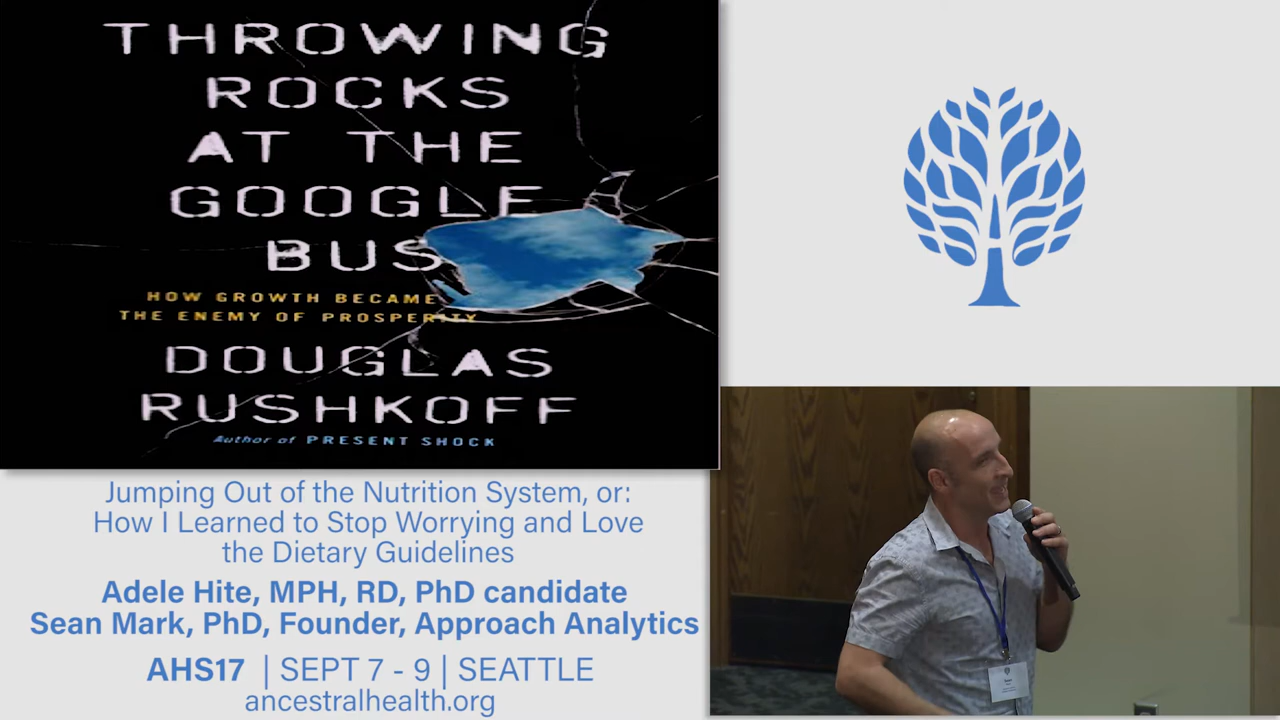 THROWING
ROCKS
AT THE
GOOGLE
BUS
HOW GROWTH BECAME
THE ENEMY OF PROSPERITY
DOUGLAS
RUSHKOFF
Author of PRESENT SHOCK
Jumping Out of the Nutrition System, or:
How I Learned to Stop Worrying and Love
the Dietary Guidelines
Adele Hite, MPH, RD, PhD candidate
Sean Mark, PhD, Founder, Approach Analytics
AHS17 | SEPT 7 - 9 | SEATTLE
ancestralhealth.org